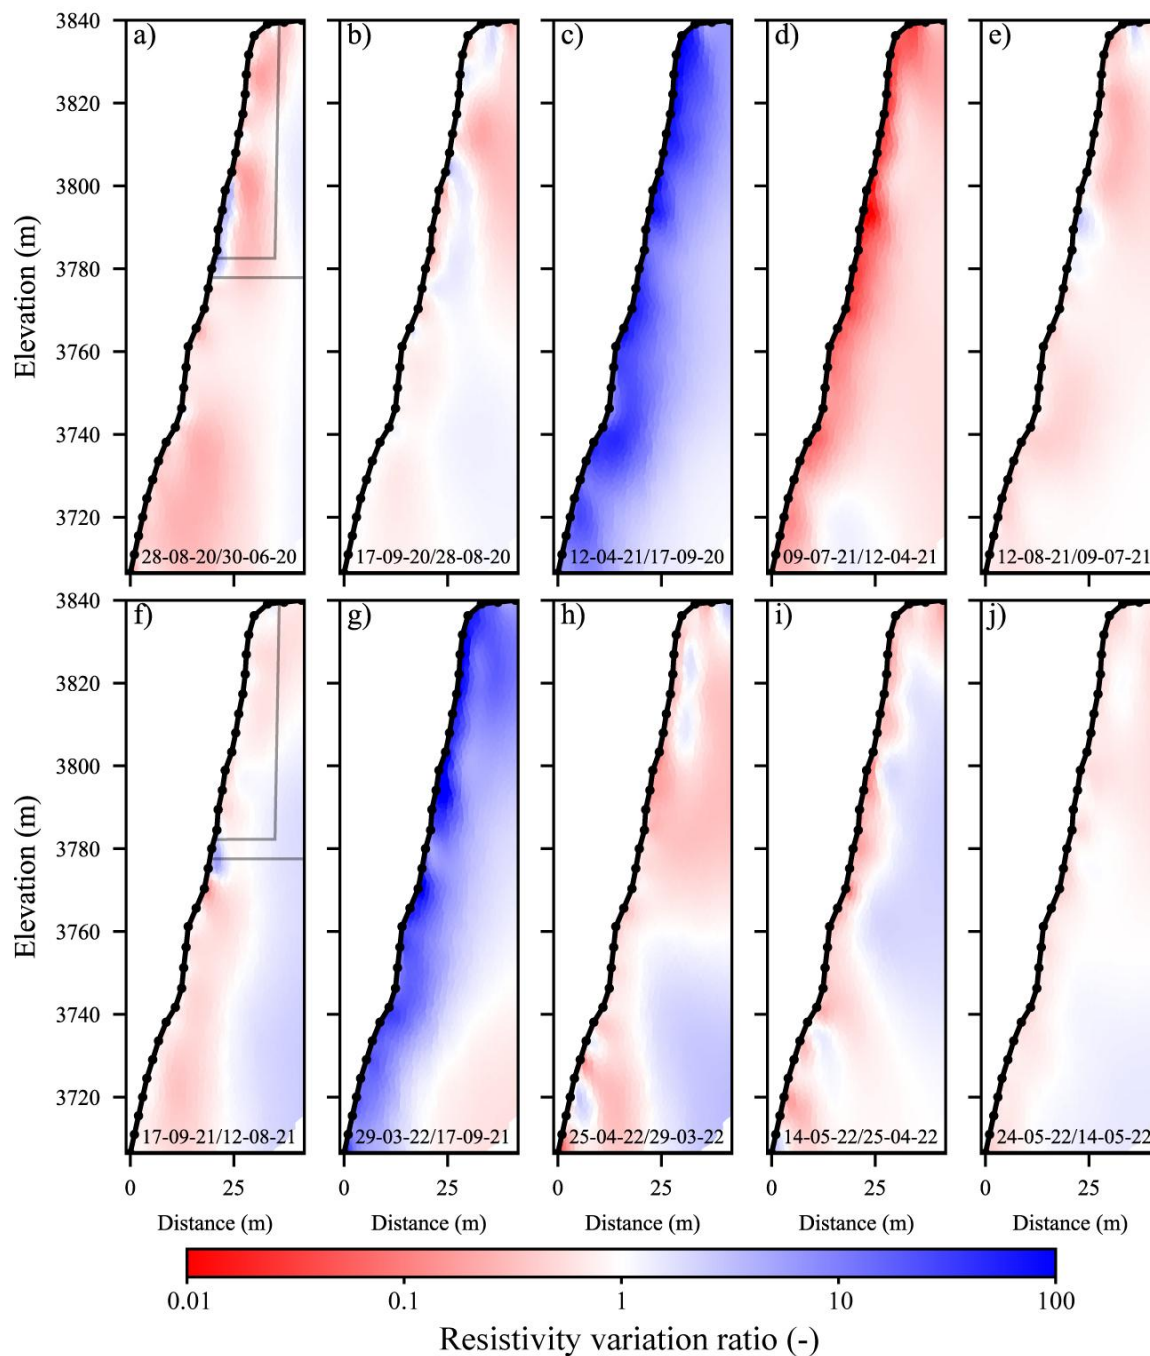 3840
3820
3800
3780
3760
3740
3720
Elevation (m)
a)
b)
c)
d)
e)
28-08-20/30-06-20
17-09-20/28-08-20
12-04-21/17-09-20
09-07-21/12-04-21
12-08-21/09-07-21
3840
3820
3800
3780
3760
3740
3720
Elevation (m)
f)
g)
h)
i)
j)
17-09-21/12-08-21
29-03-22/17-09-21
25-04-22/29-03-22
14-05-22/25-04-22
24-05-22/14-05-22
0 25
0 25
0 25
0 25
0 25
Distance (m)
Distance (m)
Distance (m)
Distance (m)
Distance (m)
0.01 0.1 1 10 100
Resistivity variation ratio (-)